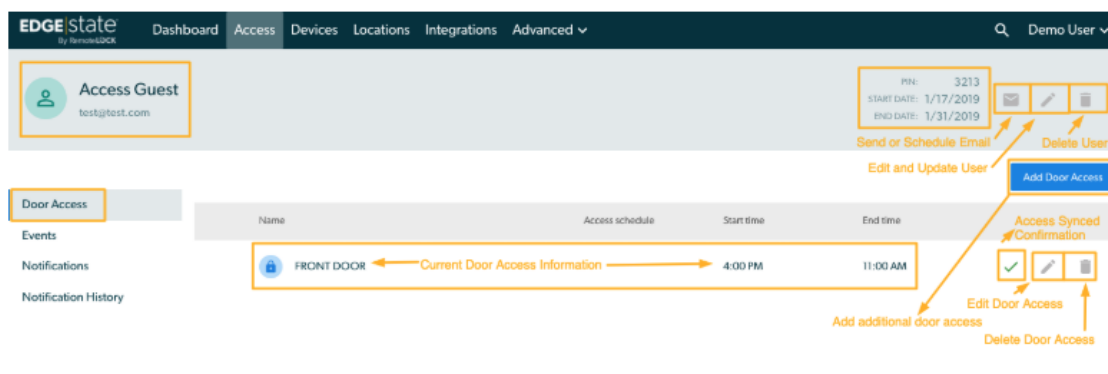 EDGE|state Dashboard Access Devices Locations Integrations Advanced Demo User
By RemoteLOCK
Access Guest
test@test.com
PIN: 3213
START DATE: 1/17/2019
END DATE: 1/31/2019
Send or Schedule Email Delete User
Edit and Update User
Add Door Access
Door Access
Events
Notifications
Notification History
Name Access schedule Start time End time
Access Synced
Confirmation
FRONT DOOR Current Door Access Information 4:00 PM 11:00 AM
Edit Door Access
Add additional door access
Delete Door Access